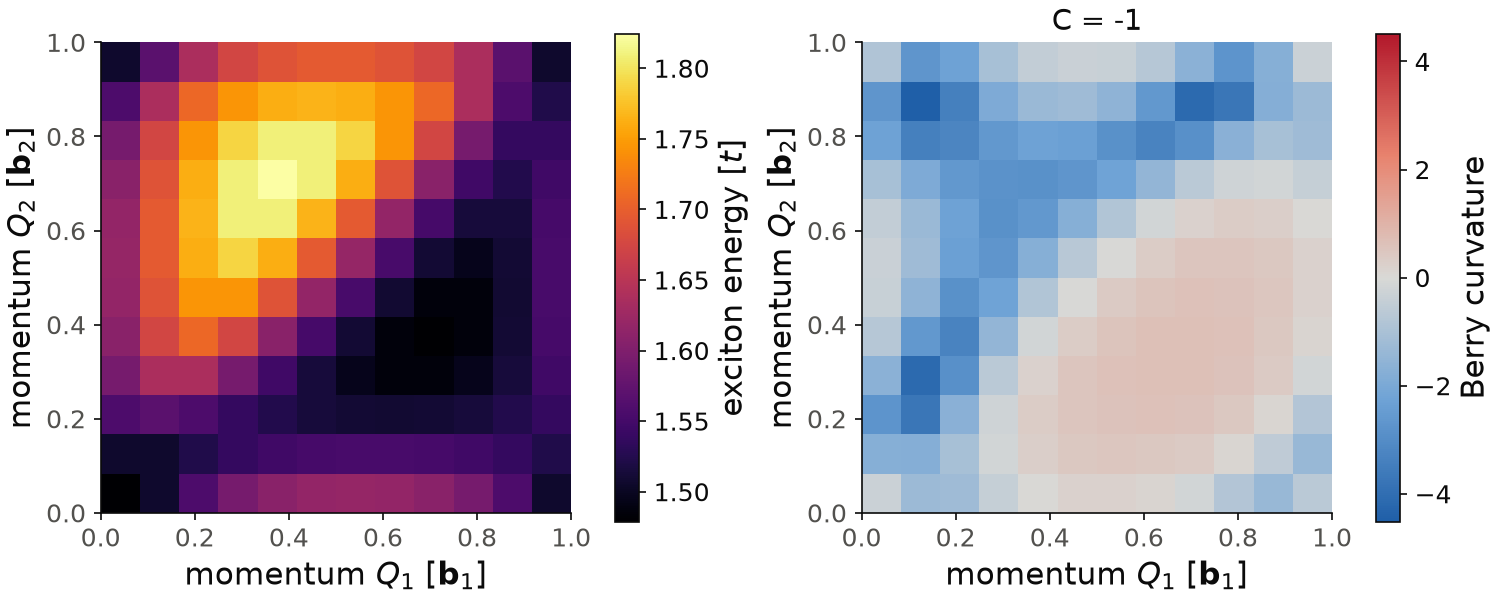 1.0
0.8
0.6
0.4
0.2
0.0
momentum Q₂ [b₂]
0.0 0.2 0.4 0.6 0.8 1.0
momentum Q₁ [b₁]
1.80
1.75
1.70
1.65
1.60
1.55
1.50
exciton energy [t]
C = -1
1.0
0.8
0.6
0.4
0.2
0.0
momentum Q₂ [b₂]
0.0 0.2 0.4 0.6 0.8 1.0
momentum Q₁ [b₁]
4
2
0
−2
−4
Berry curvature